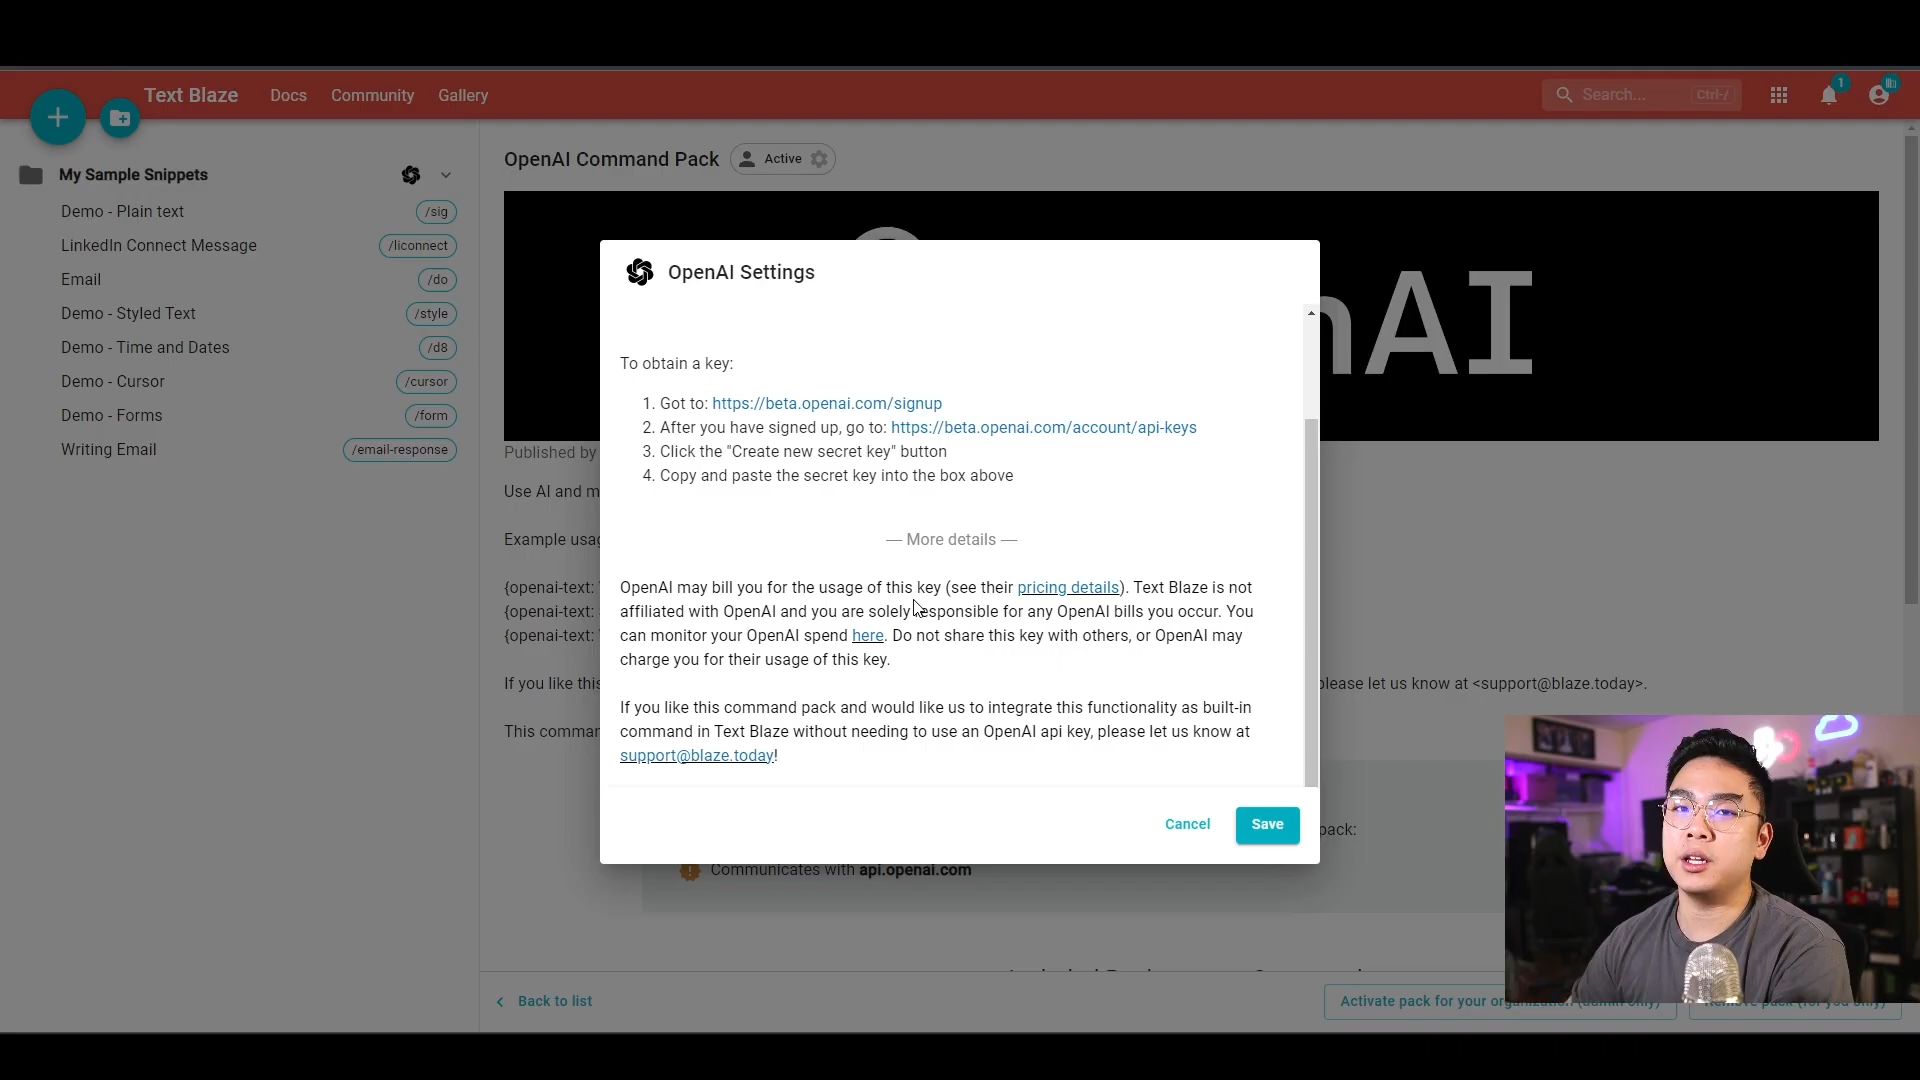 Text Blaze
Docs
Community
Gallery
Search...
Ctrl-/
1
My Sample Snippets
Demo - Plain text
/sig
LinkedIn Connect Message
/liconnect
Email
/do
Demo - Styled Text
/style
Demo - Time and Dates
/d8
Demo - Cursor
/cursor
Demo - Forms
/form
Writing Email
/email-response
OpenAI Command Pack
Active
nAI
Published by
Use AI and m
Example usag
{openai-text:
{openai-text:
{openai-text:
If you like this
please let us know at <support@blaze.today>.
This comman
OpenAI Settings
To obtain a key:
1. Got to: https://beta.openai.com/signup
2. After you have signed up, go to: https://beta.openai.com/account/api-keys
3. Click the "Create new secret key" button
4. Copy and paste the secret key into the box above
— More details —
OpenAI may bill you for the usage of this key (see their pricing details). Text Blaze is not
affiliated with OpenAI and you are solely responsible for any OpenAI bills you occur. You
can monitor your OpenAI spend here. Do not share this key with others, or OpenAI may
charge you for their usage of this key.
If you like this command pack and would like us to integrate this functionality as built-in
command in Text Blaze without needing to use an OpenAI api key, please let us know at
support@blaze.today!
Cancel
Save
pack:
Communicates with api.openai.com
Back to list
Activate pack for your organization (admin only)
Remove pack (for you only)